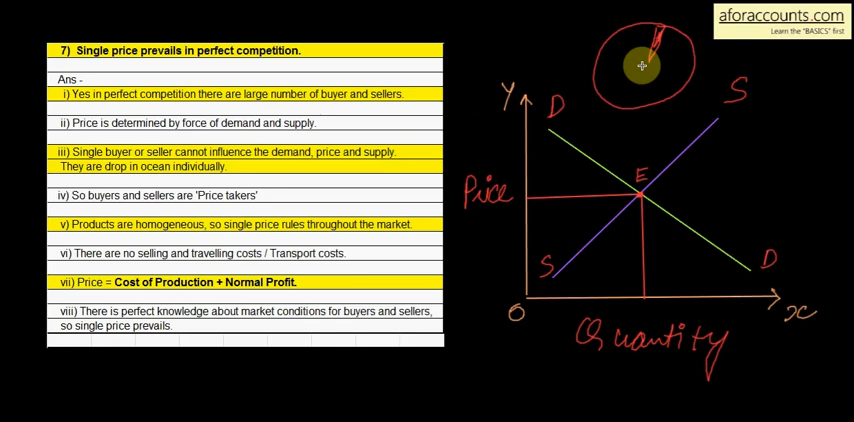 aforaccounts.com
Learn the "BASICS" first
7) Single price prevails in perfect competition.
Ans -
i) Yes in perfect competition there are large number of buyer and sellers.
ii) Price is determined by force of demand and supply.
iii) Single buyer or seller cannot influence the demand, price and supply.
They are drop in ocean individually.
iv) So buyers and sellers are 'Price takers'
v) Products are homogeneous, so single price rules throughout the market.
vi) There are no selling and travelling costs / Transport costs.
vii) Price = Cost of Production + Normal Profit.
viii) There is perfect knowledge about market conditions for buyers and sellers,
so single price prevails.
Y
D
S
E
Price
S
D
O
x
Quantity